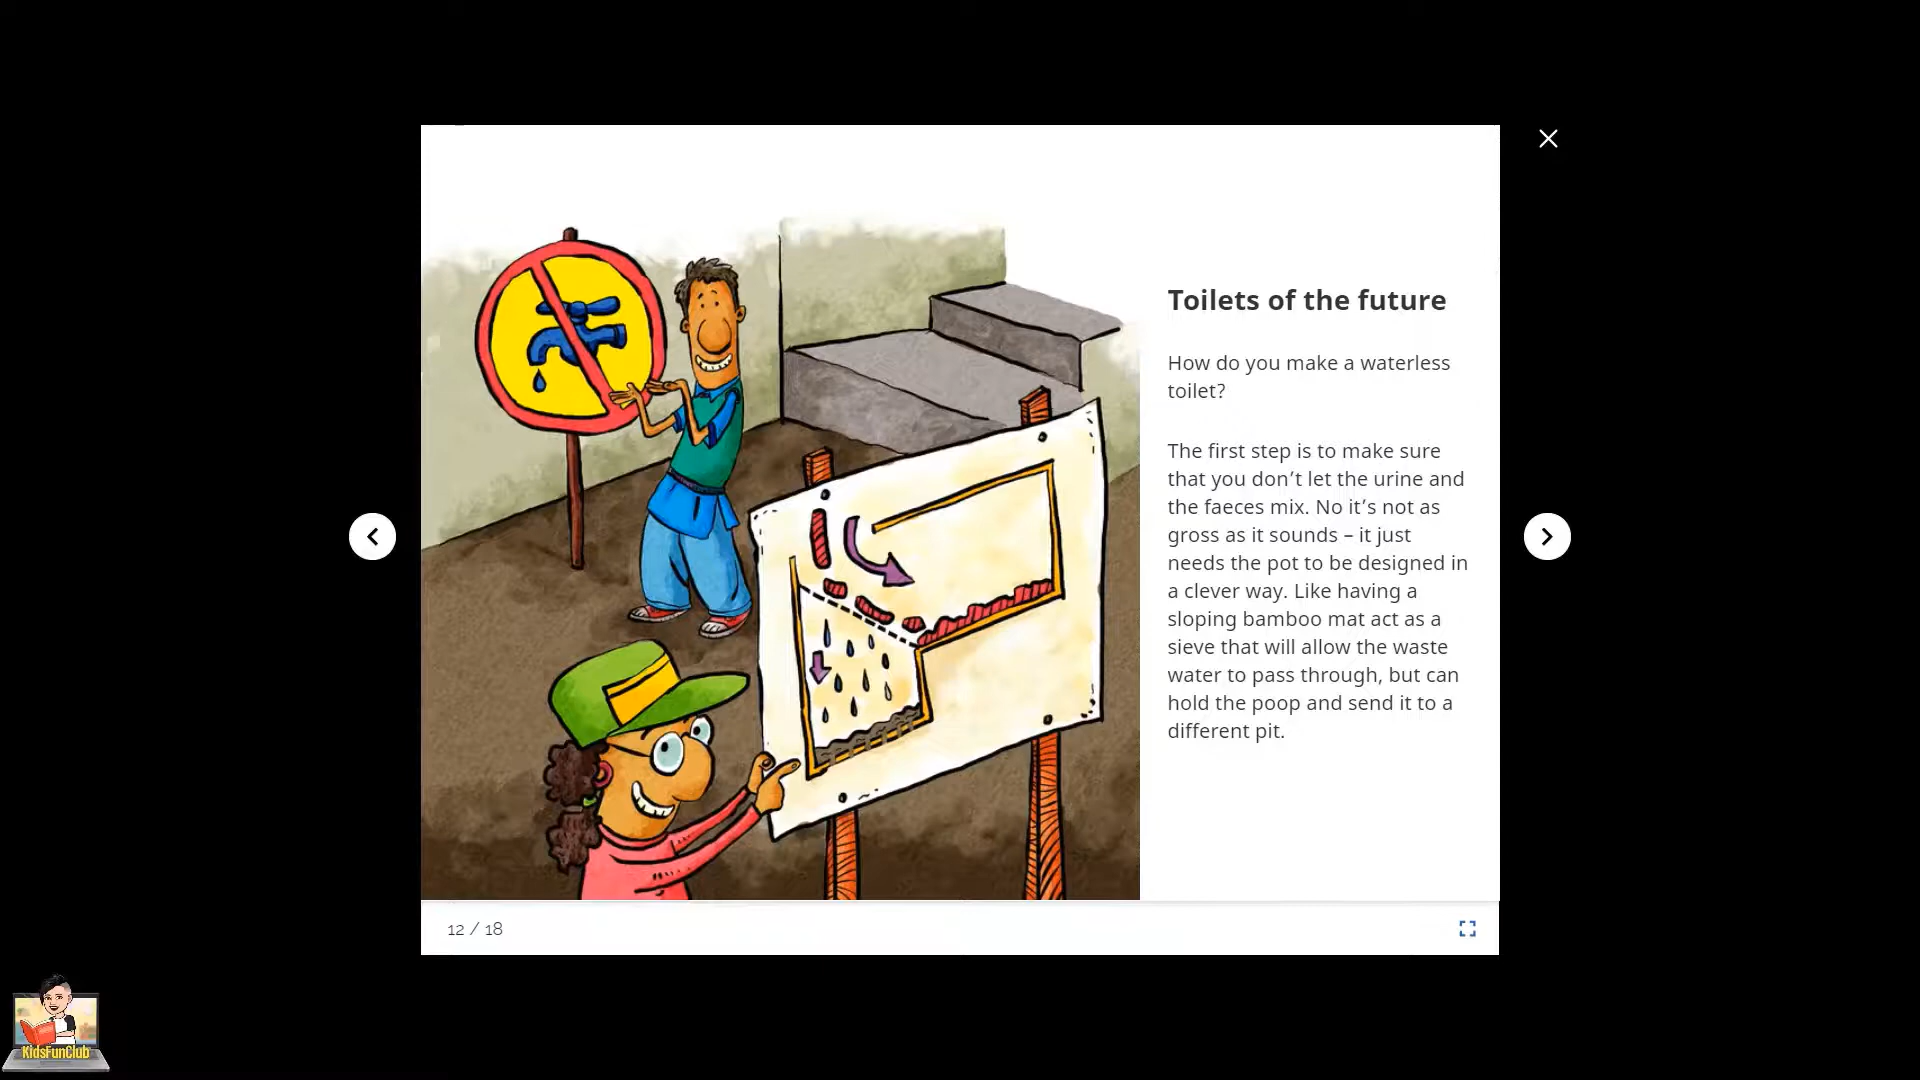 Toilets of the future
How do you make a waterless
toilet?
The first step is to make sure
that you don’t let the urine and
the faeces mix. No it’s not as
gross as it sounds – it just
needs the pot to be designed in
a clever way. Like having a
sloping bamboo mat act as a
sieve that will allow the waste
water to pass through, but can
hold the poop and send it to a
different pit.
12 / 18
KidsFunClub